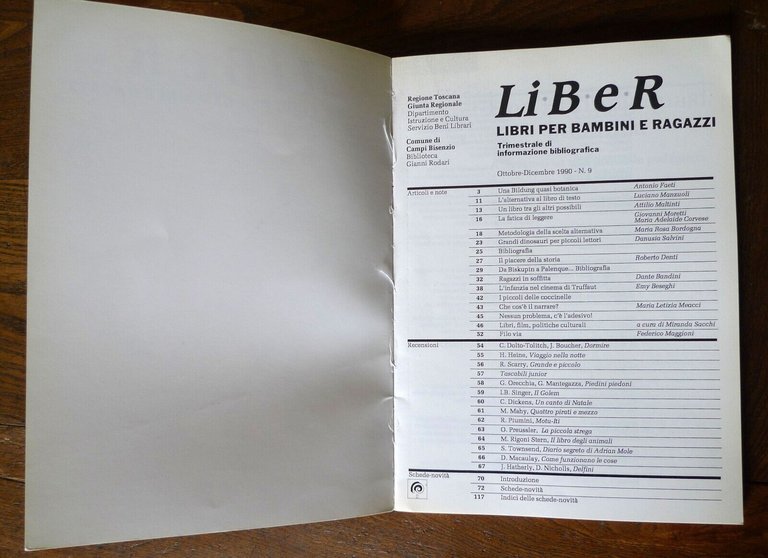 Regione Toscana
Giunta Regionale
Dipartimento
Istruzione e Cultura
Servizio Beni Librari
Comune di
Campi Bisenzio
Biblioteca
Gianni Rodari
LiBeR
LIBRI PER BAMBINI E RAGAZZI
Trimestrale di
informazione bibliografica
Ottobre-Dicembre 1990 - N. 9
Articoli e note
3 Una Bildung quasi botanica Antonio Faeti
11 L'alternativa al libro di testo Luciano Manzuoli
13 Un libro tra gli altri possibili Attilio Maltinti
16 La fatica di leggere Giovanni Moretti
Maria Adelaide Corvese
18 Metodologia della scelta alternativa Maria Rosa Bordogna
23 Grandi dinosauri per piccoli lettori Danusia Salvini
25 Bibliografia
27 Il piacere della storia Roberto Denti
29 Da Biskupin a Palenque... Bibliografia
32 Ragazzi in soffitta Dante Bandini
38 L'infanzia nel cinema di Truffaut Emy Beseghi
42 I piccoli delle coccinelle
43 Che cos'è il narrare? Maria Letizia Meacci
45 Nessun problema, c'è l'adesivo!
46 Libri, film, politiche culturali a cura di Miranda Sacchi
52 Filo via Federico Maggioni
Recensioni
54 C. Dolto-Tolitch, J. Boucher, Dormire
55 H. Heine, Viaggio nella notte
56 R. Scarry, Grande e piccolo
57 Tascabili junior
58 G. Orecchia, G. Mantegazza, Piedini piedoni
59 I.B. Singer, Il Golem
60 C. Dickens, Un canto di Natale
61 M. Mahy, Quattro pirati e mezzo
62 R. Piumini, Motu-Iti
63 O. Preussler, La piccola strega
64 M. Rigoni Stern, Il libro degli animali
65 S. Townsend, Diario segreto di Adrian Mole
66 D. Macaulay, Come funzionano le cose
67 J. Hatherly, D. Nicholls, Delfini
Schede-novità
70 Introduzione
72 Schede-novità
117 Indici delle schede-novità